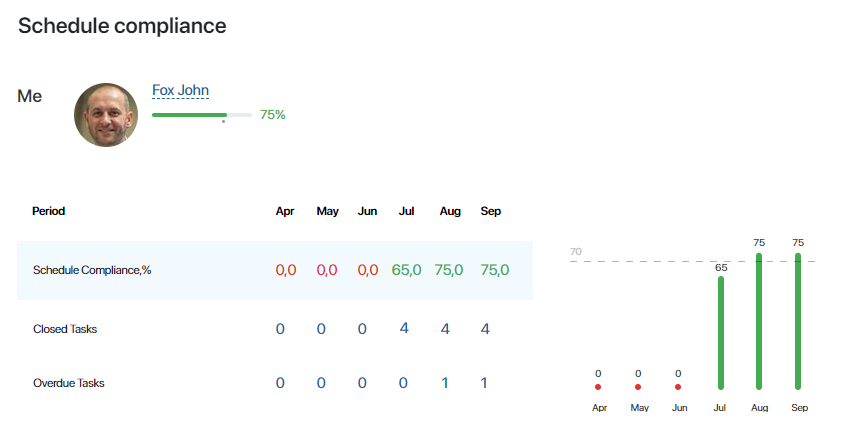 Schedule compliance
Me
Fox John
75%
Period Apr May Jun Jul Aug Sep
Schedule Compliance,% 0,0 0,0 0,0 65,0 75,0 75,0
Closed Tasks 0 0 0 4 4 4
Overdue Tasks 0 0 0 0 1 1
75 75
70
65
0 0 0
Apr May Jun Jul Aug Sep